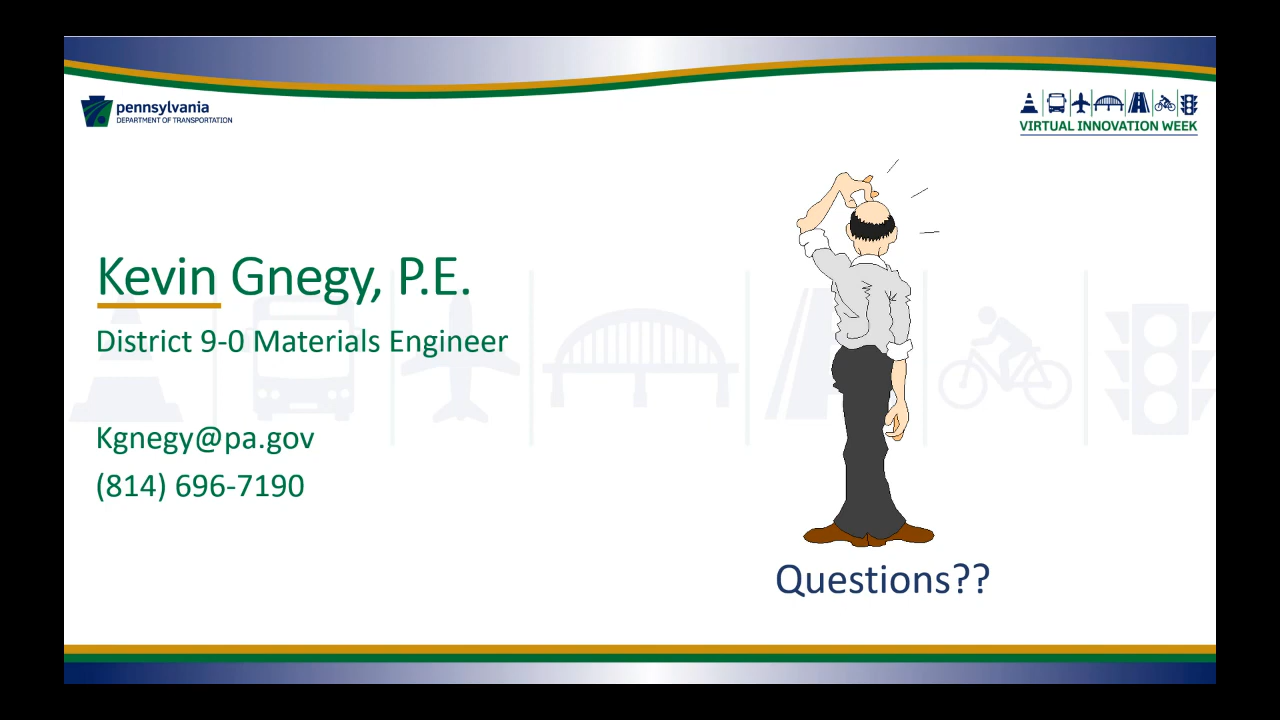 pennsylvania
DEPARTMENT OF TRANSPORTATION
VIRTUAL INNOVATION WEEK
Kevin Gnegy, P.E.
District 9-0 Materials Engineer
Kgnegy@pa.gov
(814) 696-7190
Questions??